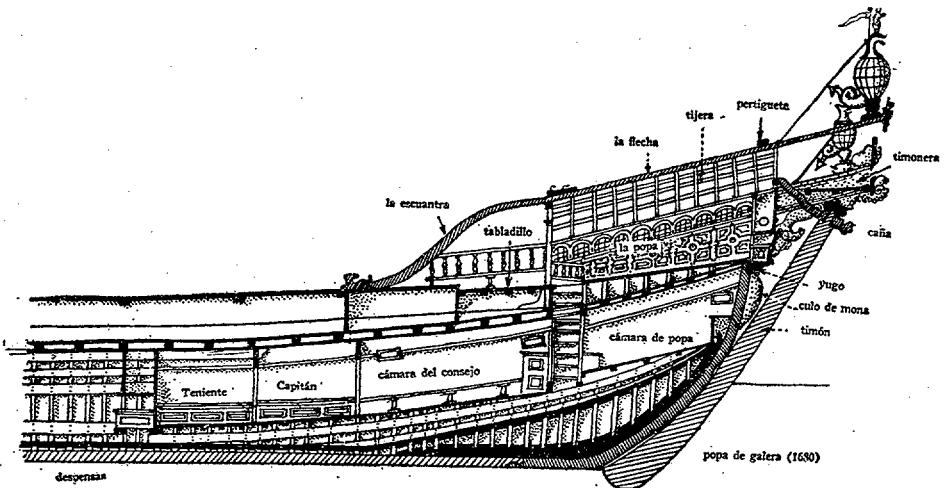 pertigueta
tijera
la flecha
timonera
la escuantra
tabladillo
caña
la popa
yugo
culo de mona
cámara de popa
timón
cámara del consejo
Capitán
Teniente
popa de galera (1680)
despensas